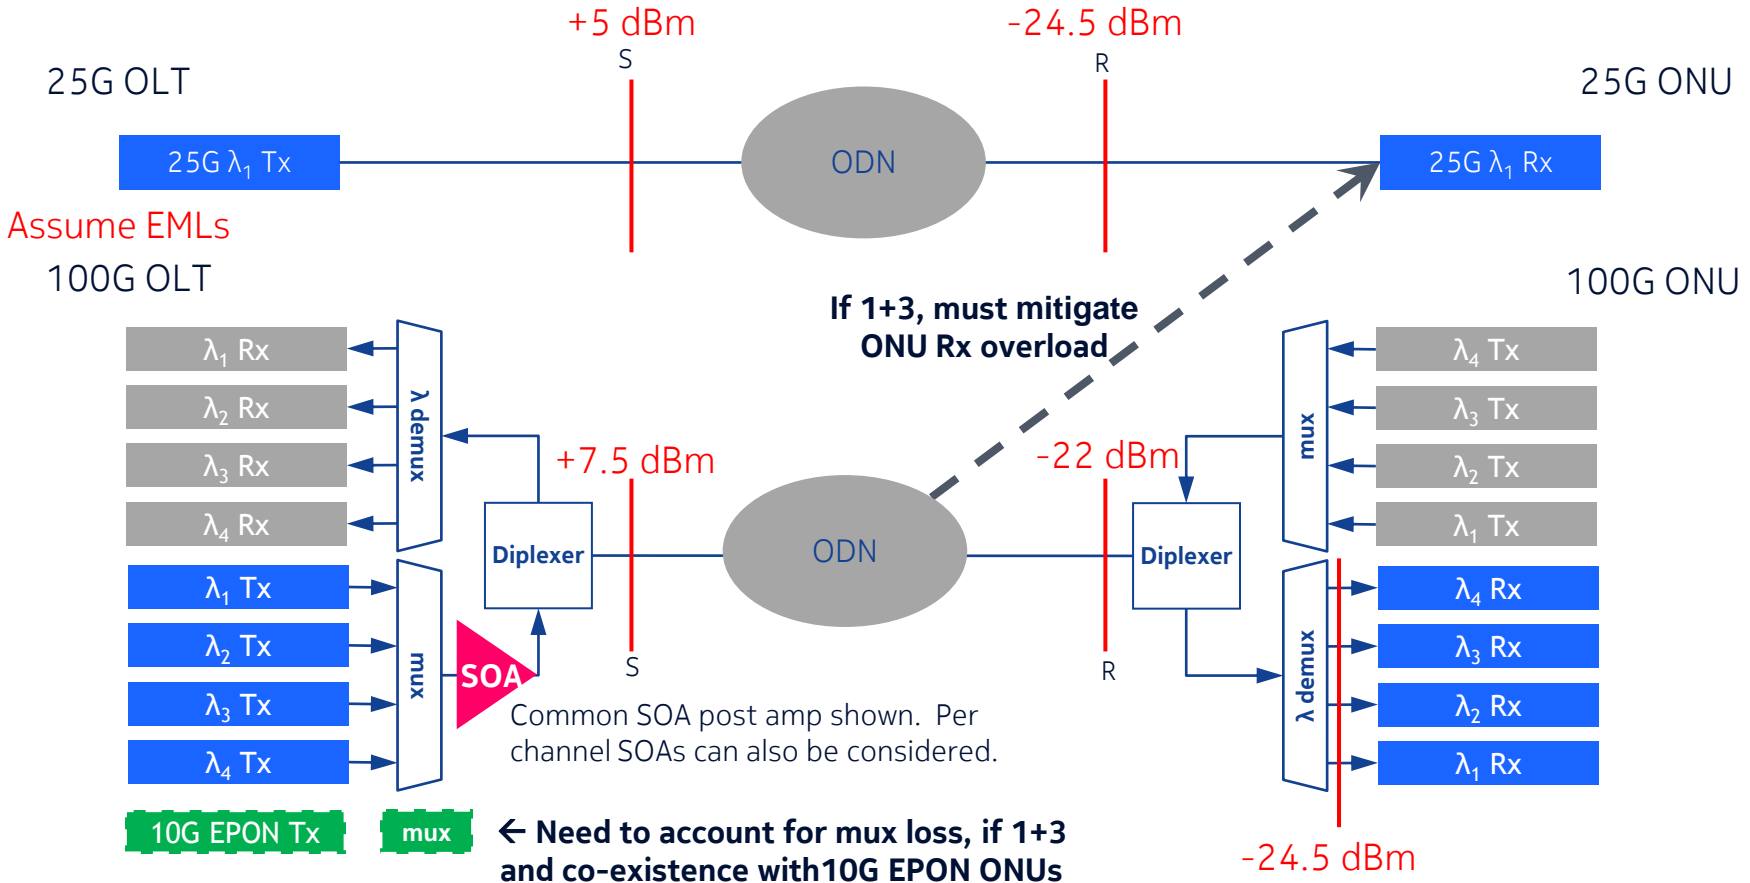 +5 dBm
-24.5 dBm
S
R
25G OLT
25G ONU
25G λ1 Tx
ODN
25G λ1 Rx
Assume EMLs
100G OLT
100G ONU
If 1+3, must mitigate
ONU Rx overload
λ1 Rx
λ2 Rx
λ3 Rx
λ4 Rx
λ demux
λ4 Tx
λ3 Tx
λ2 Tx
λ1 Tx
mux
+7.5 dBm
-22 dBm
Diplexer
ODN
Diplexer
λ1 Tx
λ2 Tx
λ3 Tx
λ4 Tx
mux
SOA
S
R
λ demux
λ4 Rx
λ3 Rx
λ2 Rx
λ1 Rx
Common SOA post amp shown. Per
channel SOAs can also be considered.
10G EPON Tx
mux
← Need to account for mux loss, if 1+3
and co-existence with10G EPON ONUs
-24.5 dBm